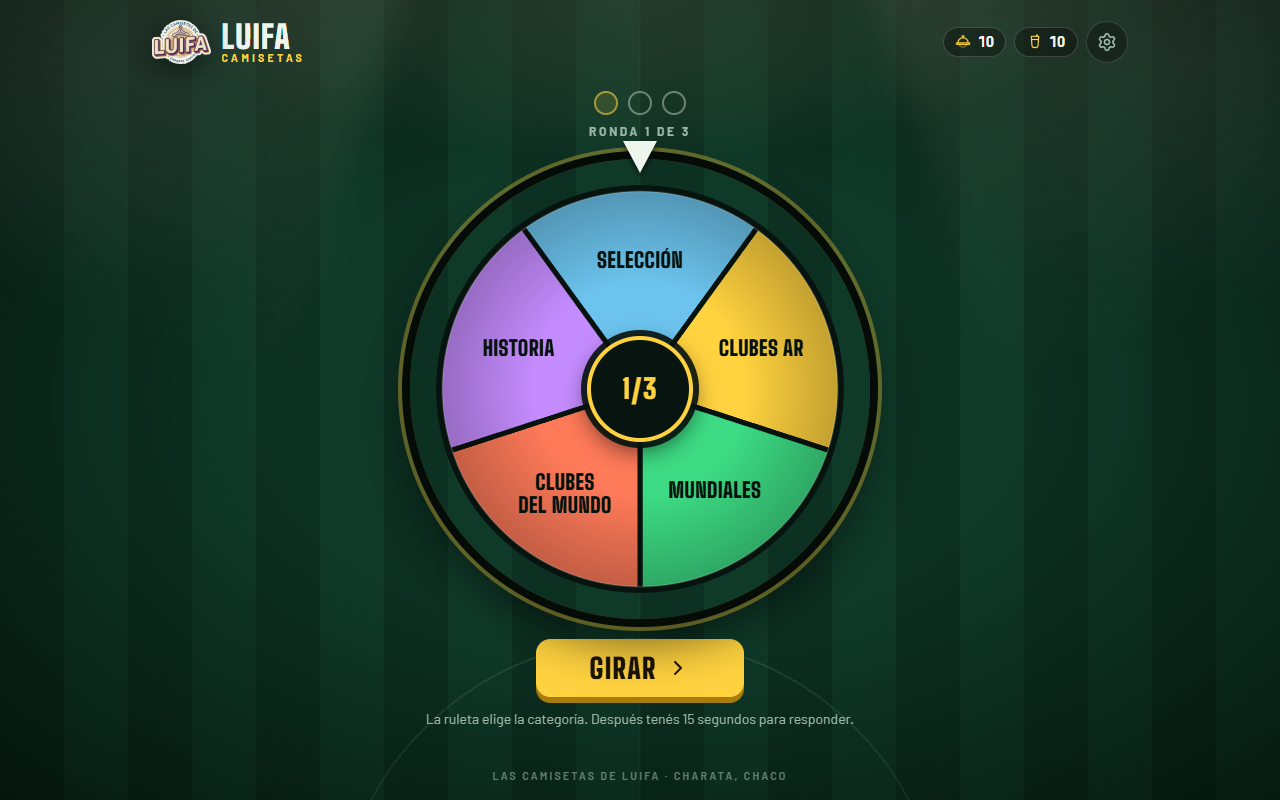 LUIFA
LUIFA
CAMISETAS
10
10
RONDA 1 DE 3
SELECCIÓN
HISTORIA
CLUBES AR
1/3
CLUBES
DEL MUNDO
MUNDIALES
GIRAR
La ruleta elige la categoría. Después tenés 15 segundos para responder.
LAS CAMISETAS DE LUIFA · CHARATA, CHACO